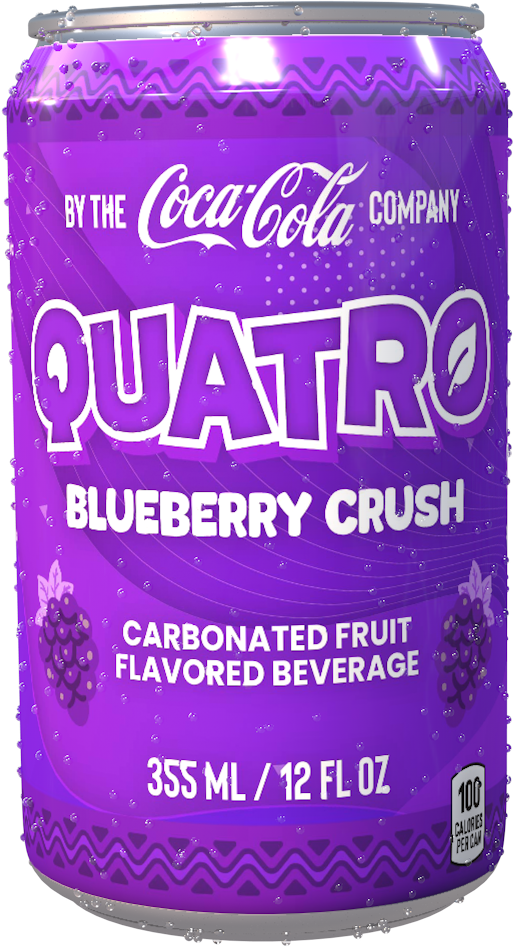 BY THE Coca-Cola COMPANY
QUATRO
BLUEBERRY CRUSH
CARBONATED FRUIT
FLAVORED BEVERAGE
355 ML / 12 FL OZ
100
CALORIES
PER CAN